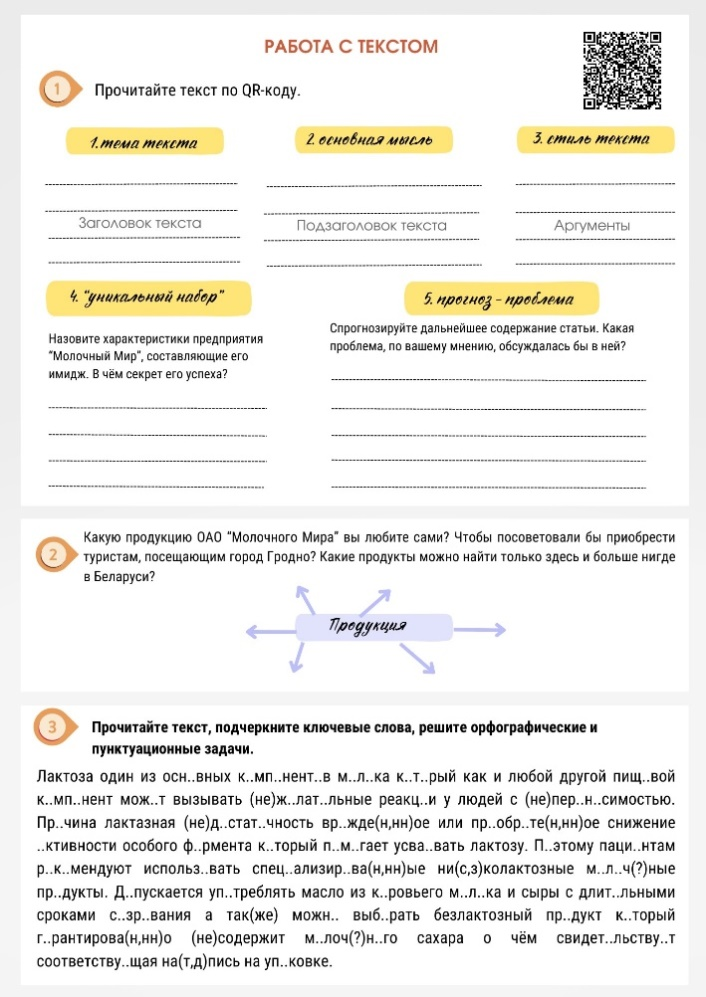 РАБОТА С ТЕКСТОМ
1
Прочитайте текст по QR-коду.
1. тема текста
2. основная мысль
3. стиль текста
Заголовок текста
Подзаголовок текста
Аргументы
4. "уникальный набор"
5. прогноз - проблема
Назовите характеристики предприятия
"Молочный Мир", составляющие его
имидж. В чём секрет его успеха?
Спрогнозируйте дальнейшее содержание статьи. Какая
проблема, по вашему мнению, обсуждалась бы в ней?
2
Какую продукцию ОАО "Молочного Мира" вы любите сами? Чтобы посоветовали бы приобрести
туристам, посещающим город Гродно? Какие продукты можно найти только здесь и больше нигде
в Беларуси?
Продукция
3
Прочитайте текст, подчеркните ключевые слова, решите орфографические и
пунктуационные задачи.
Лактоза один из осн..вных к..мп..нент..в м..л..ка к..т..рый как и любой другой пищ..вой
к..мп..нент мож..т вызывать (не)ж..лат..льные реакц..и у людей с (не)пер..н..симостью.
Пр..чина лактазная (не)д..стат..чность вр..жде(н,нн)ое или пр..обр..те(н,нн)ое снижение
..ктивности особого ф..рмента к..торый п..м..гает усва..вать лактозу. П..этому паци..нтам
р..к..мендуют использ..вать спец..ализир..ва(н,нн)ые ни(с,з)колактозные м..л..ч(?)ные
пр..дукты. Д..пускается уп..треблять масло из к..ровьего м..л..ка и сыры с длит..льными
сроками с..зр..вания а так(же) можн.. выб..рать безлактозный пр..дукт к..торый
г..рантирова(н,нн)о (не)содержит м..лоч(?)н..го сахара о чём свидет..льству..т
соответству..щая на(т,д)пись на уп..ковке.